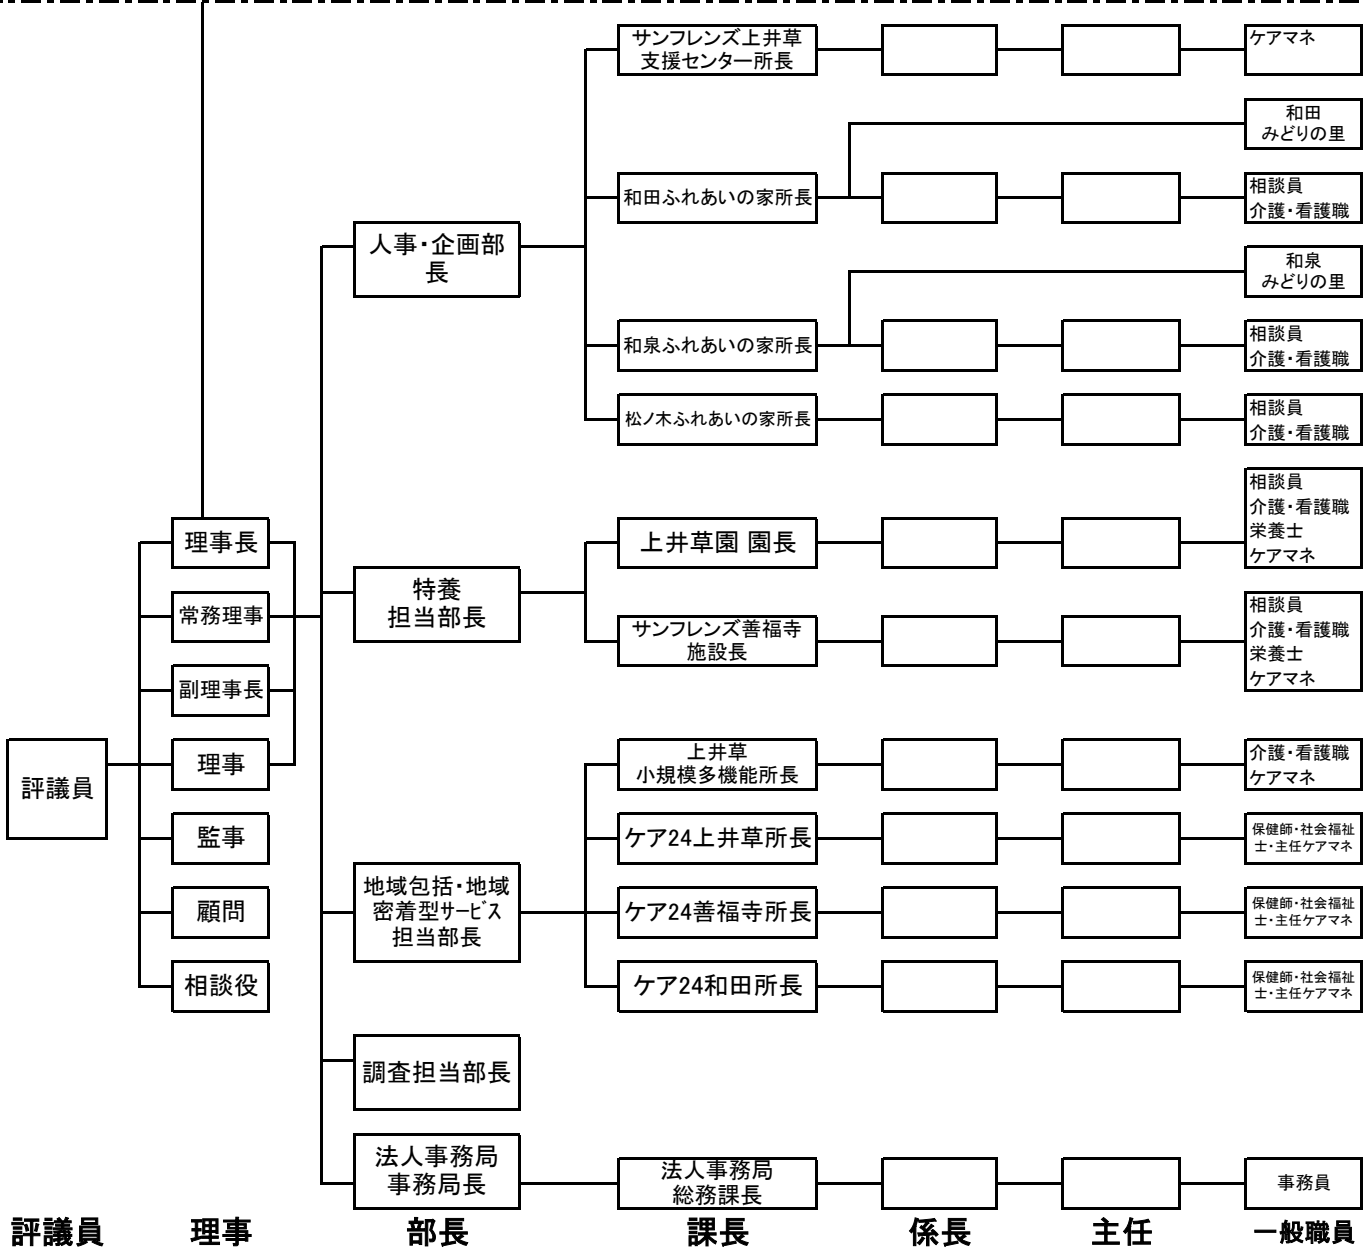 サンフレンズ上井草
支援センター所長
ケアマネ
和田
みどりの里
和田ふれあいの家所長
相談員
介護・看護職
人事・企画部
長
和泉
みどりの里
和泉ふれあいの家所長
相談員
介護・看護職
松ノ木ふれあいの家所長
相談員
介護・看護職
理事長
特養
担当部長
上井草園 園長
相談員
介護・看護職
栄養士
ケアマネ
常務理事
サンフレンズ善福寺
施設長
相談員
介護・看護職
栄養士
ケアマネ
副理事長
評議員
理事
上井草
小規模多機能所長
介護・看護職
ケアマネ
監事
ケア24上井草所長
保健師・社会福祉
士・主任ケアマネ
地域包括・地域
密着型サービス
担当部長
顧問
ケア24善福寺所長
保健師・社会福祉
士・主任ケアマネ
相談役
ケア24和田所長
保健師・社会福祉
士・主任ケアマネ
調査担当部長
法人事務局
事務局長
法人事務局
総務課長
事務員
評議員 理事 部長 課長 係長 主任 一般職員